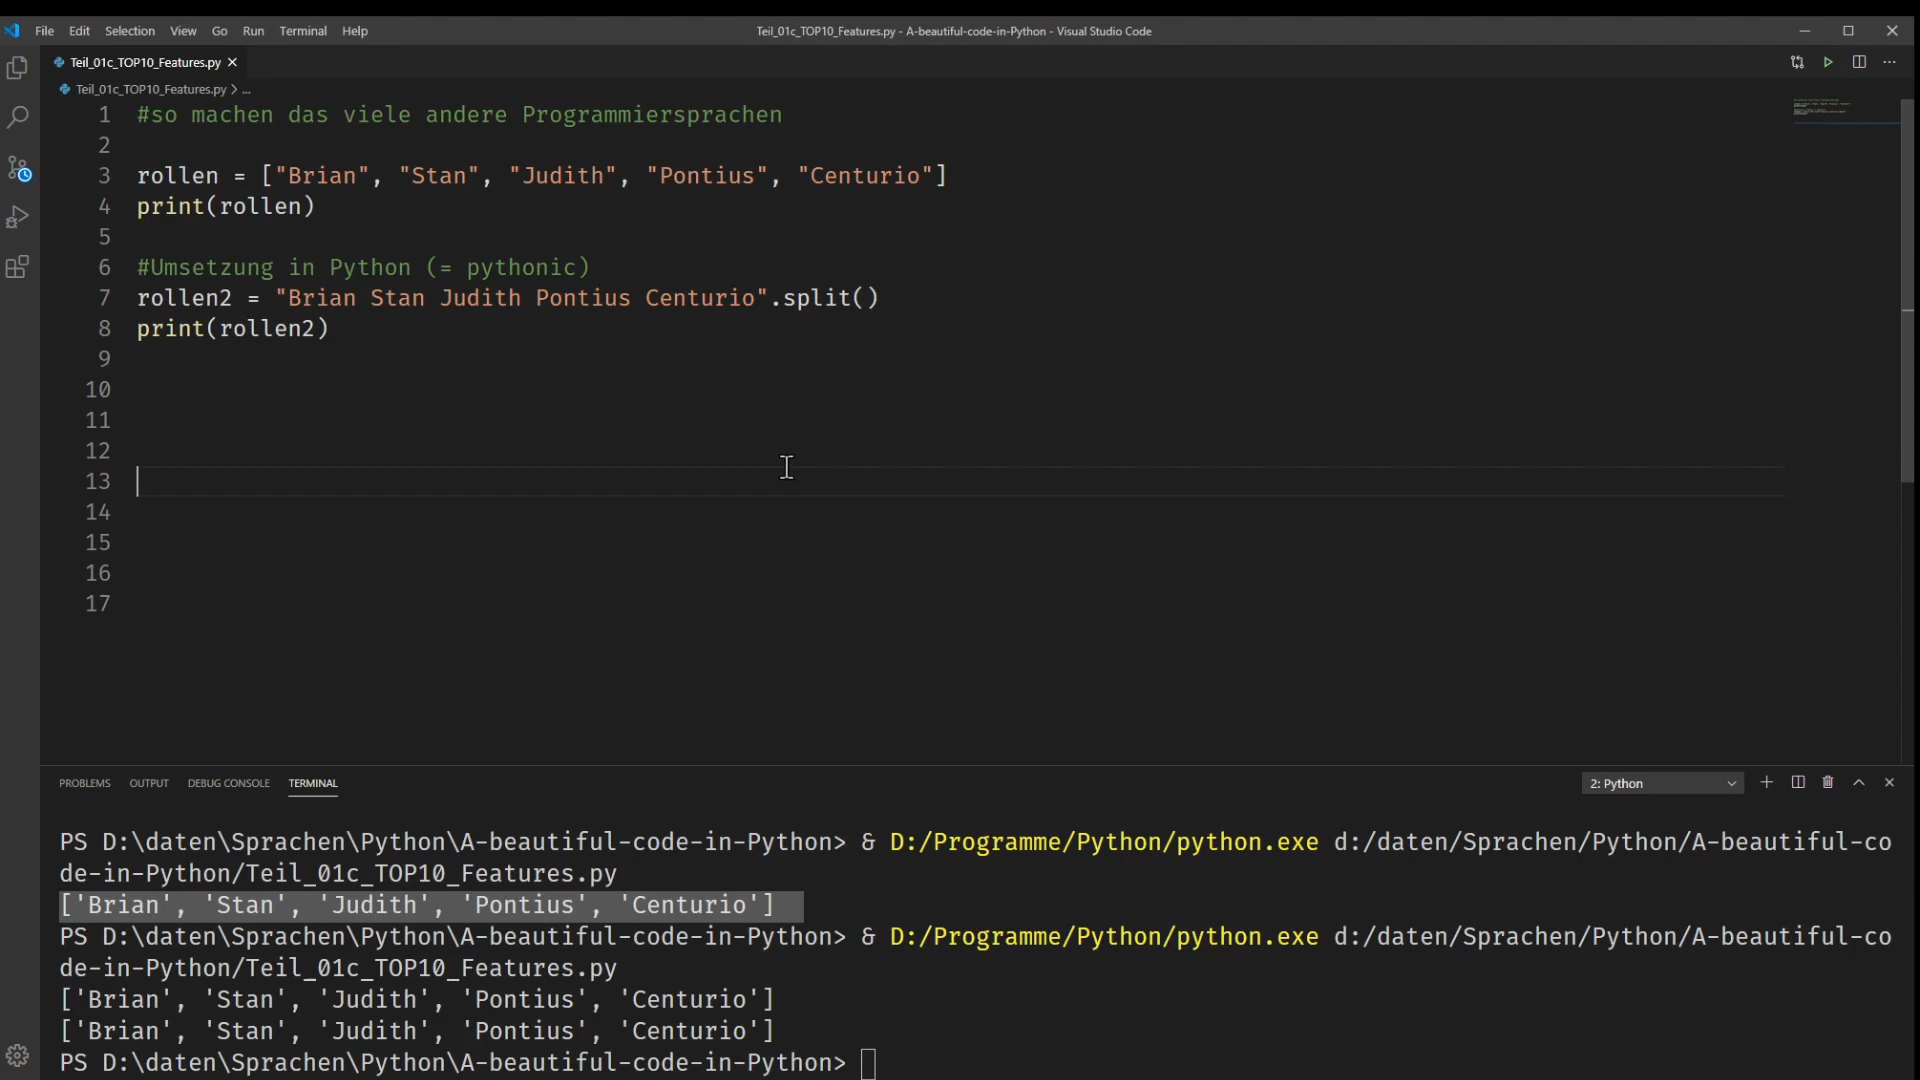 File Edit Selection View Go Run Terminal Help
Teil_01c_TOP10_Features.py - A-beautiful-code-in-Python - Visual Studio Code
Teil_01c_TOP10_Features.py
Teil_01c_TOP10_Features.py > ...
1 #so machen das viele andere Programmiersprachen
2
3 rollen = ["Brian", "Stan", "Judith", "Pontius", "Centurio"]
4 print(rollen)
5
6 #Umsetzung in Python (= pythonic)
7 rollen2 = "Brian Stan Judith Pontius Centurio".split()
8 print(rollen2)
9
10
11
12
13
14
15
16
17
PROBLEMS OUTPUT DEBUG CONSOLE TERMINAL 2: Python
PS D:\daten\Sprachen\Python\A-beautiful-code-in-Python> & D:/Programme/Python/python.exe d:/daten/Sprachen/Python/A-beautiful-co
de-in-Python/Teil_01c_TOP10_Features.py
['Brian', 'Stan', 'Judith', 'Pontius', 'Centurio']
PS D:\daten\Sprachen\Python\A-beautiful-code-in-Python> & D:/Programme/Python/python.exe d:/daten/Sprachen/Python/A-beautiful-co
de-in-Python/Teil_01c_TOP10_Features.py
['Brian', 'Stan', 'Judith', 'Pontius', 'Centurio']
['Brian', 'Stan', 'Judith', 'Pontius', 'Centurio']
PS D:\daten\Sprachen\Python\A-beautiful-code-in-Python>